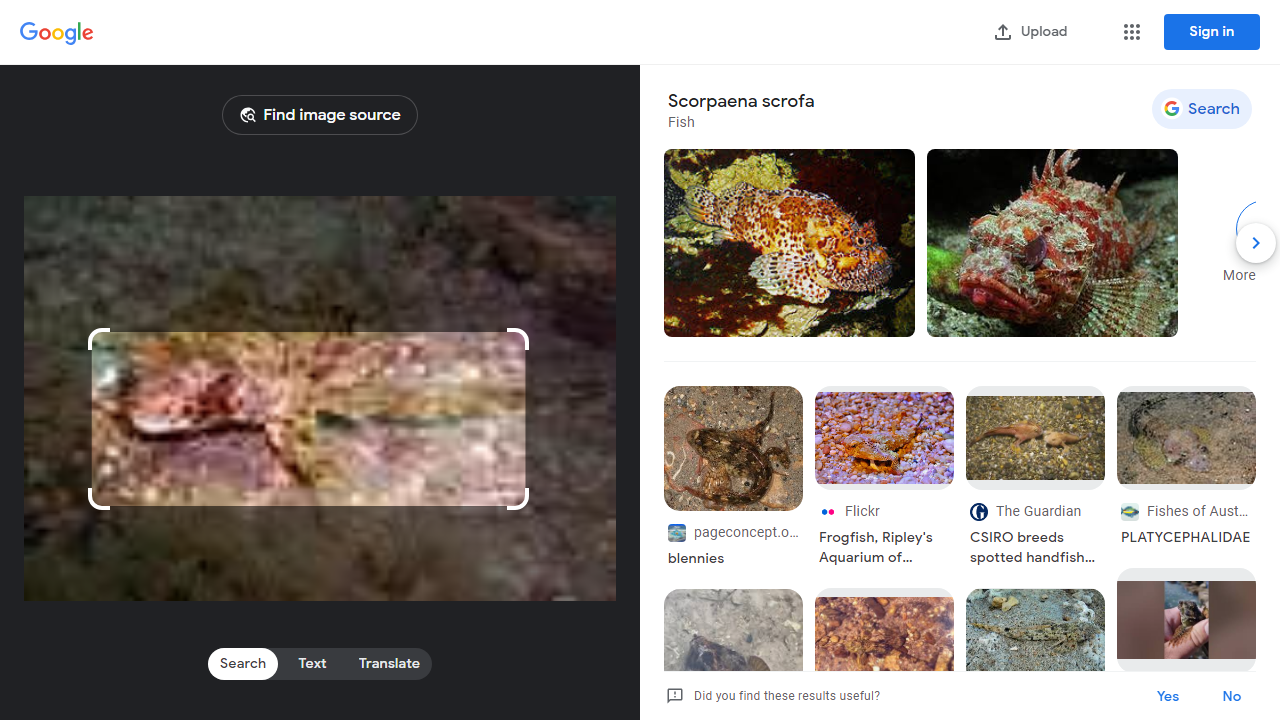 Google
Upload
Sign in
Find image source
Search
Text
Translate
Scorpaena scrofa
Fish
Search
More
pageconcept.o...
blennies
Flickr
Frogfish, Ripley's
Aquarium of...
The Guardian
CSIRO breeds
spotted handfish...
Fishes of Aust...
PLATYCEPHALIDAE
Did you find these results useful?
Yes
No